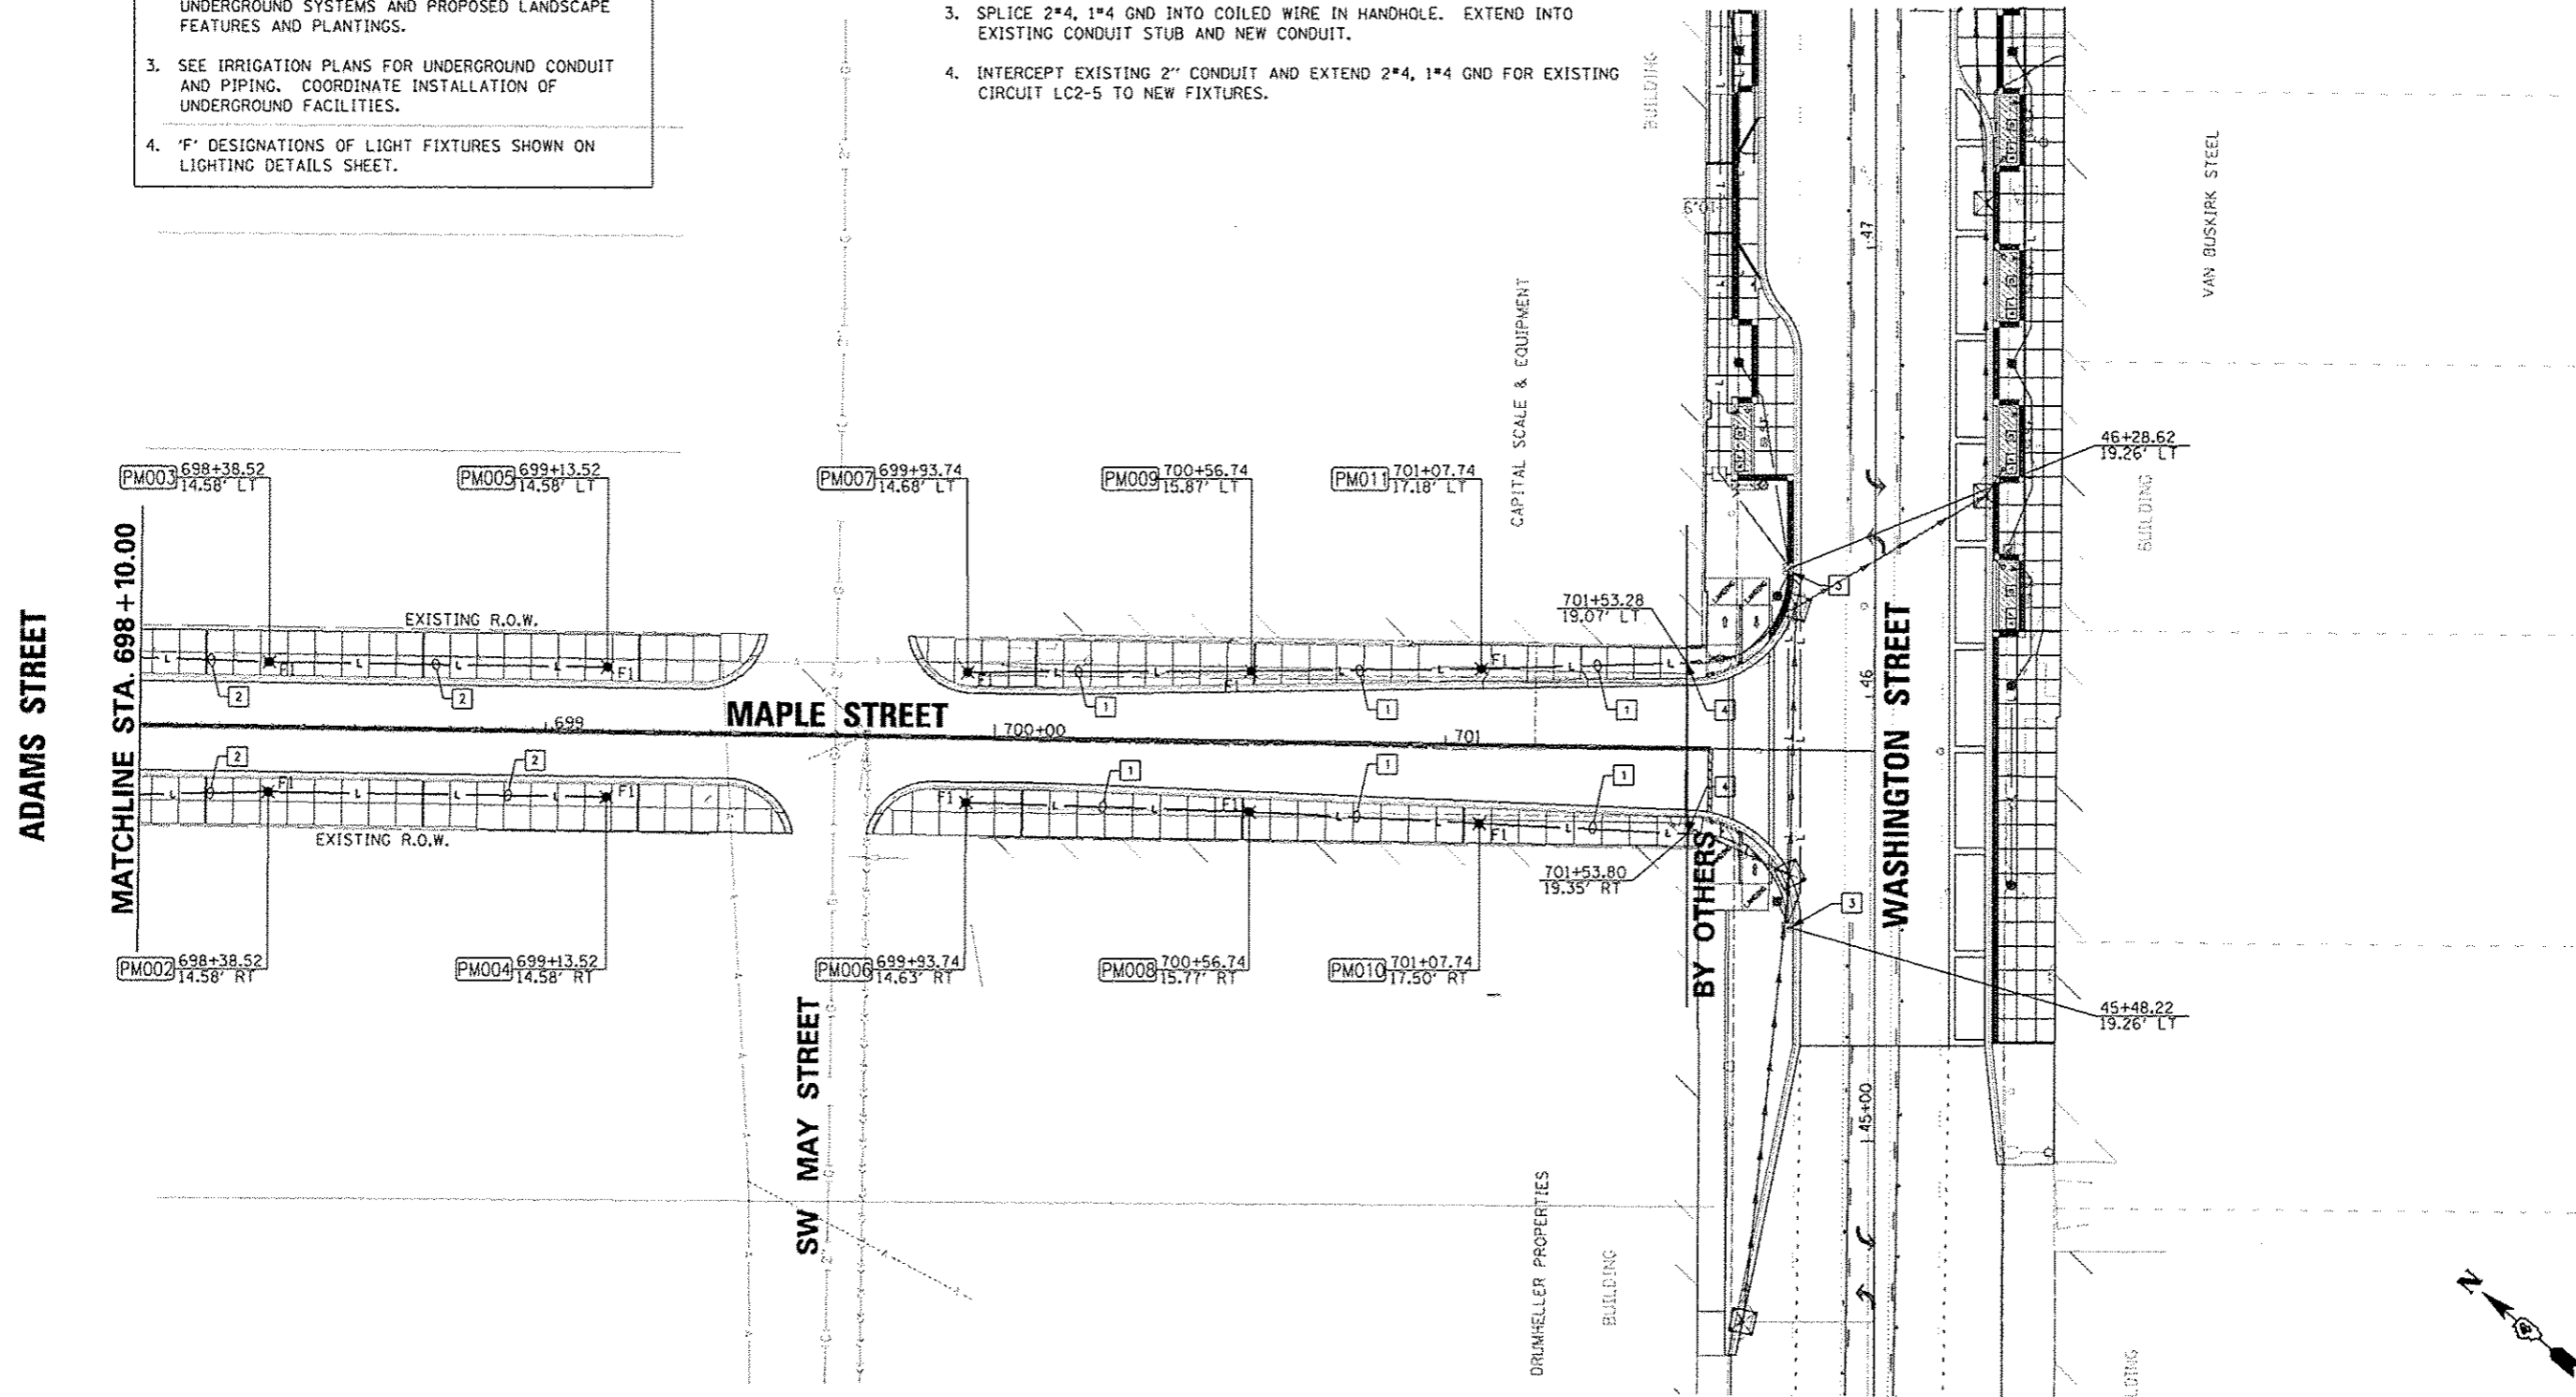 UNDERGROUND SYSTEMS AND PROPOSED LANDSCAPE
FEATURES AND PLANTINGS.
3. SEE IRRIGATION PLANS FOR UNDERGROUND CONDUIT
AND PIPING. COORDINATE INSTALLATION OF
UNDERGROUND FACILITIES.
4. 'F' DESIGNATIONS OF LIGHT FIXTURES SHOWN ON
LIGHTING DETAILS SHEET.
3. SPLICE 2#4, 1#4 GND INTO COILED WIRE IN HANDHOLE. EXTEND INTO
EXISTING CONDUIT STUB AND NEW CONDUIT.
4. INTERCEPT EXISTING 2" CONDUIT AND EXTEND 2#4, 1#4 GND FOR EXISTING
CIRCUIT LC2-5 TO NEW FIXTURES.
BUILDING
VAN BUSKIRK STEEL
10.9
47
CAPITAL SCALE & EQUIPMENT
46+28.62
19.26' LT
BUILDING
PM003 698+38.52
14.58' LT
PM005 699+13.52
14.58' LT
PM007 699+93.74
14.68' LT
PM009 700+56.74
15.87' LT
PM011 701+07.74
17.18' LT
ADAMS STREET
MATCHLINE STA. 698+10.00
EXISTING R.O.W.
701+53.28
19.07' LT
3
L L L L F1 F1
F1 L L F1 L L F1 L L
2 2 1 1 1 4
46
WASHINGTON STREET
699
MAPLE STREET
700+00
701
2 2 1 1 1 4
L F1 L L L F1
F1 L L F1 L L F1 L L
EXISTING R.O.W.
701+53.80
19.35' RT
BY OTHERS
3
PM002 698+38.52
14.58' RT
PM004 699+13.52
14.58' RT
PM006 699+93.74
14.63' RT
PM008 700+56.74
15.77' RT
PM010 701+07.74
17.50' RT
45+48.22
19.26' LT
SW MAY STREET
45+00
DRUMHELLER PROPERTIES
BUILDING
N
LDING